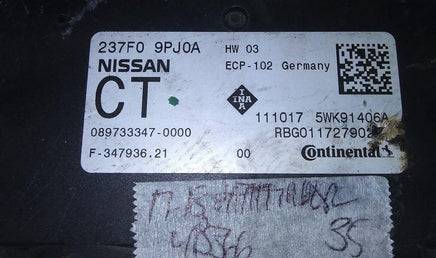 237F0 9PJ0A HW 03
NISSAN ECP-102 Germany
CT
INA
111017 5WK91406A
089733347-0000 RBG011727902
F-347936.21 00 Continental
35